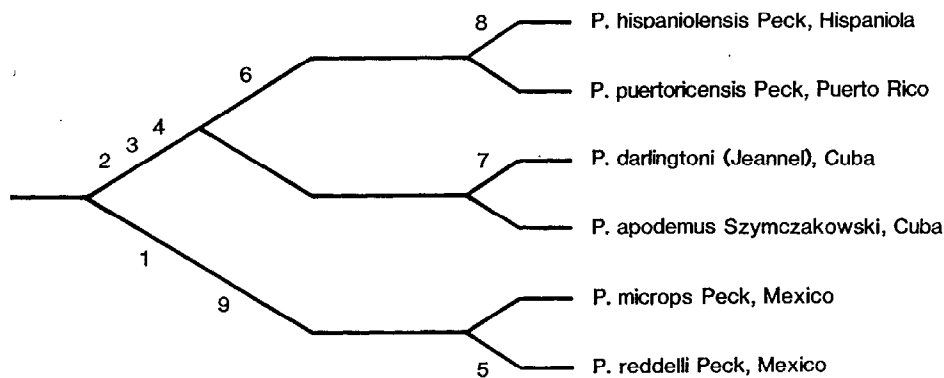 8 P. hispaniolensis Peck, Hispaniola
6
P. puertoricensis Peck, Puerto Rico
2 3 4
7 P. darlingtoni (Jeannel), Cuba
P. apodemus Szymczakowski, Cuba
1
9
P. microps Peck, Mexico
5 P. reddelli Peck, Mexico